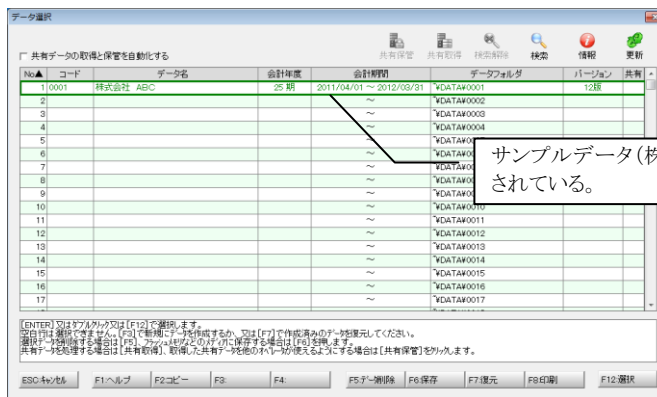 データ選択
共有データの取得と保管を自動化する
共有保管 共有取得 検索解除 検索 情報 更新
No▲ コード データ名 会計年度 会計期間 データフォルダ バージョン 共有
1 0001 株式会社 ABC 25 期 2011/04/01 ～ 2012/03/31 ~¥DATA¥0001 12版
2 ～ ~¥DATA¥0002
3 ～ ~¥DATA¥0003
4 ～ ~¥DATA¥0004
5 ～ ~¥DATA¥0
6 ～ ~¥DATA¥0
7 ～ ~¥DATA¥0
8 ～ ~¥DATA¥0
9 ～ ~¥DATA¥0
サンプルデータ(株
されている。
10 ～ ~¥DATA¥0010
11 ～ ~¥DATA¥0011
12 ～ ~¥DATA¥0012
13 ～ ~¥DATA¥0013
14 ～ ~¥DATA¥0014
15 ～ ~¥DATA¥0015
16 ～ ~¥DATA¥0016
17 ～ ~¥DATA¥0017
[ENTER]又はダブルクリック又は[F12]で選択します。
空白行は選択できません。[F3]で新規にデータを作成するか、又は[F7]で作成済みのデータを復元してください。
選択データを削除する場合は[F5]、フラッシュメモリなどのメディアに保存する場合は[F6]を押します。
共有データを処理する場合は[共有取得]、取得した共有データを他のオペレータが使えるようにする場合は[共有保管]をクリックします。
ESC:キャンセル F1:ヘルプ F2:コピー F3: F4: F5:データ削除 F6:保存 F7:復元 F8:印刷 F12:選択